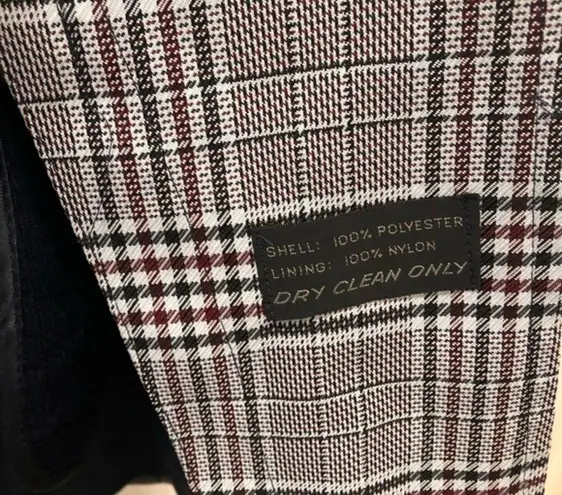 SHELL: 100% POLYESTER
LINING: 100% NYLON
DRY CLEAN ONLY